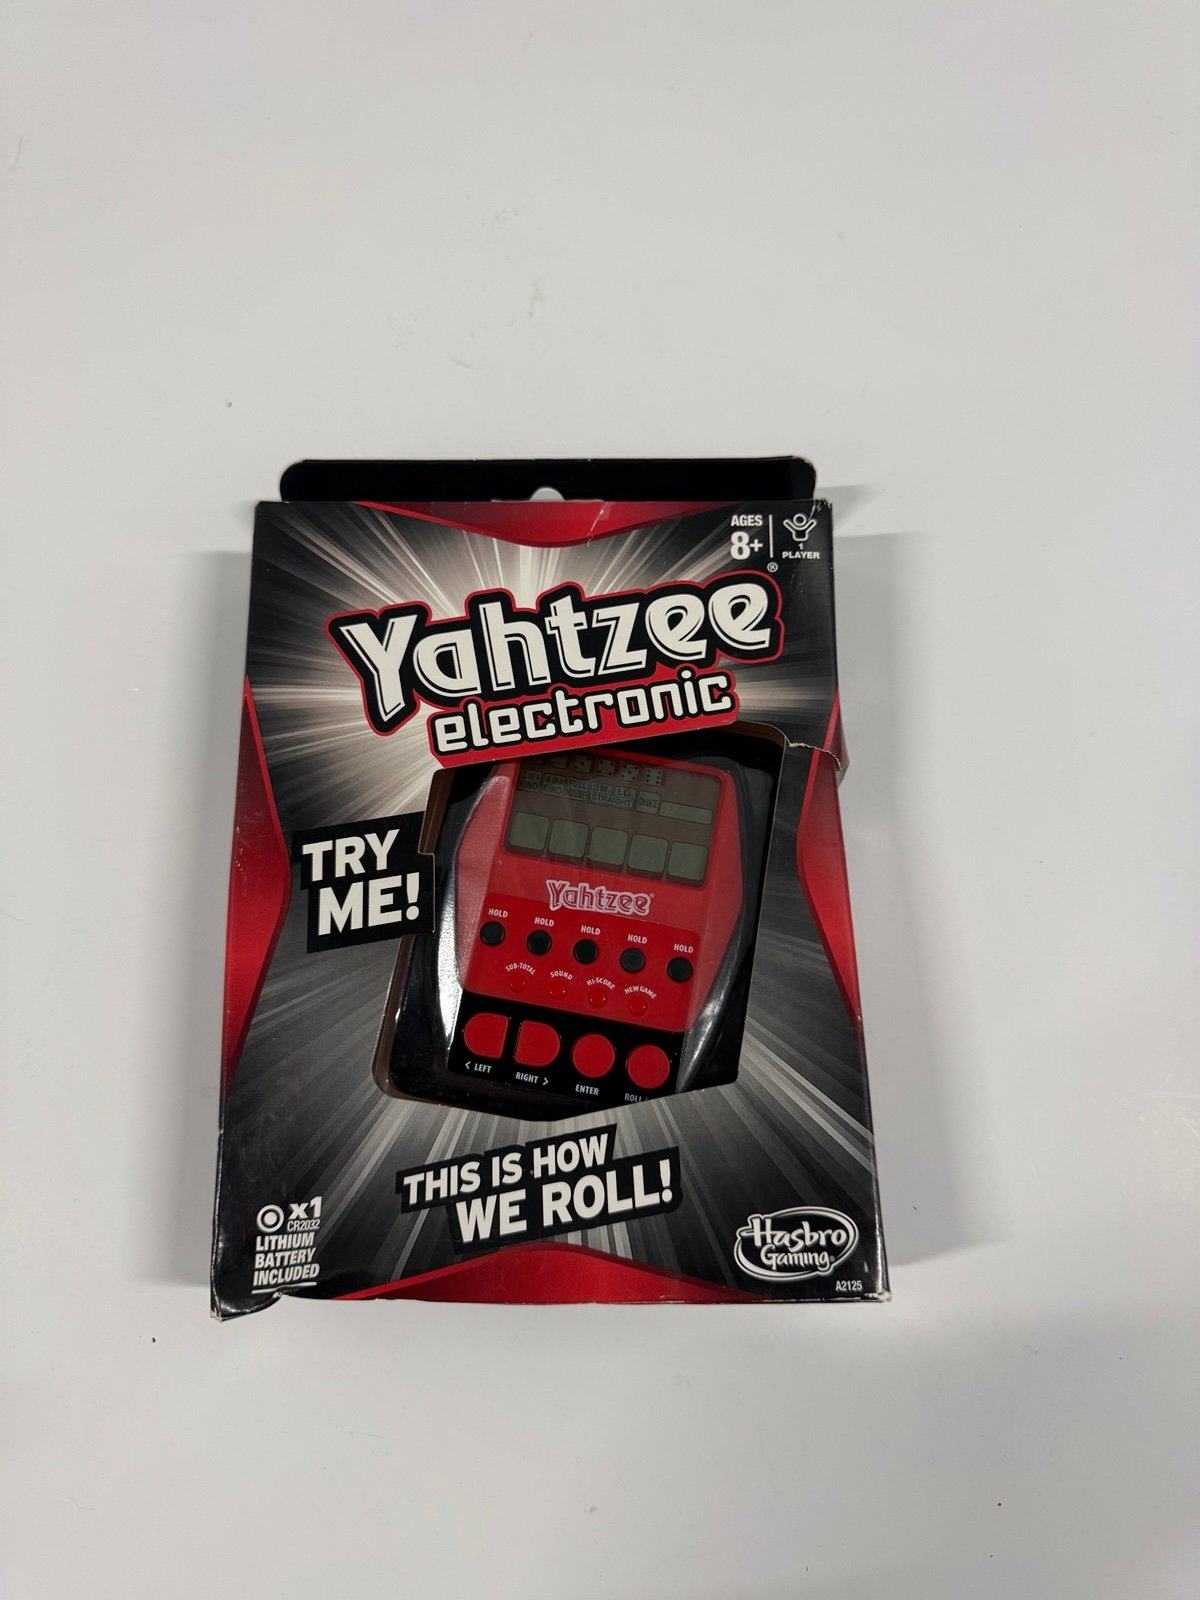 AGES
8+
1
PLAYER
Yahtzee®
electronic
TRY
ME!
3 OF A
KIND
4 OF A
KIND
FULL
HOUSE
SM.
LG.
STRAIGHT
CHANCE
Yahtzee®
HOLD
HOLD
HOLD
HOLD
HOLD
SUB-TOTAL
SOUND
HI-SCORE
NEW GAME
< LEFT
RIGHT >
ENTER
ROLL
THIS IS HOW
WE ROLL!
x1
CR2032
LITHIUM
BATTERY
INCLUDED
Hasbro
Gaming
A2125